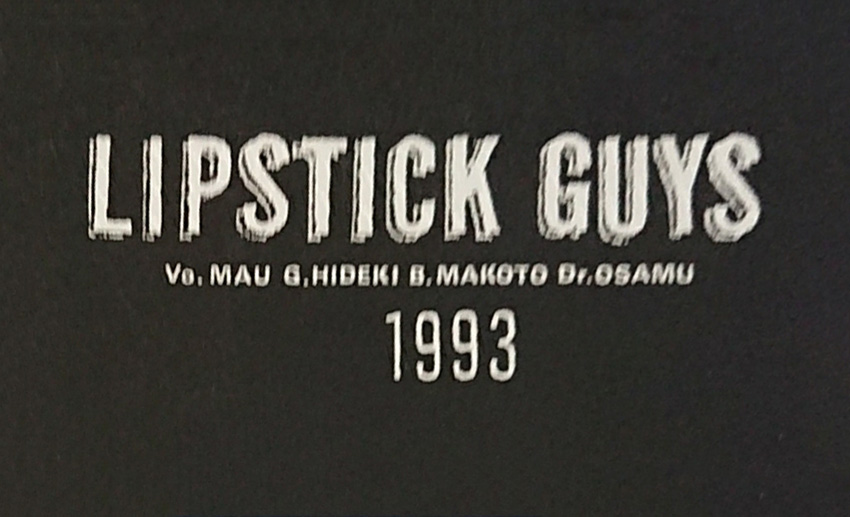 LIPSTICK GUYS
Vo. MAU G.HIDEKI B.MAKOTO Dr.OSAMU
1993